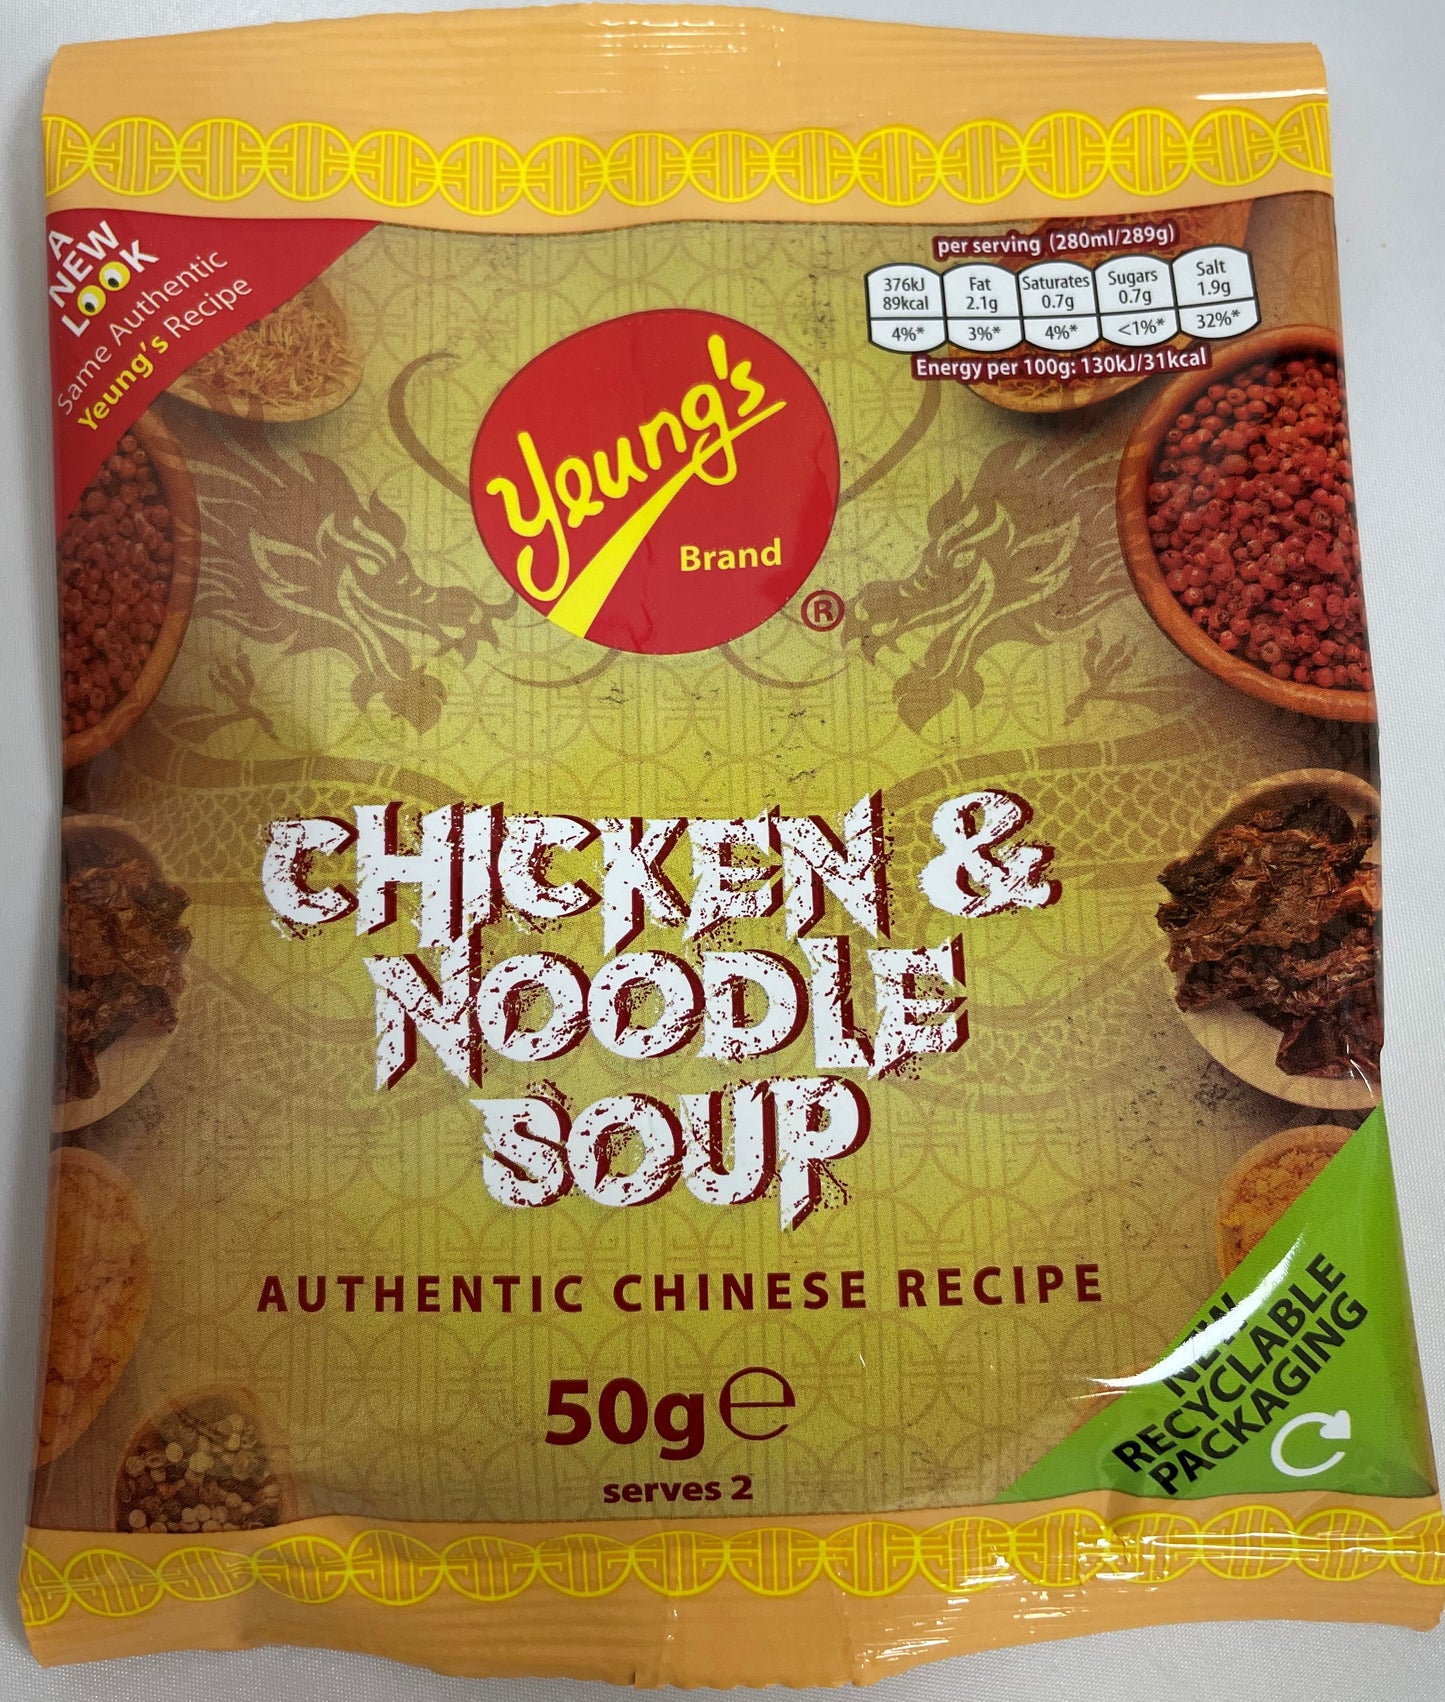 A
NEW
LOOK
Same Authentic
Yeung's Recipe
per serving (280ml/289g)
376kJ
89kcal
4%*
Fat
2.1g
3%*
Saturates
0.7g
4%*
Sugars
0.7g
<1%*
Salt
1.9g
32%*
Energy per 100g: 130kJ/31kcal
Yeung's
Brand
®
CHICKEN &
NOODLE
SOUP
AUTHENTIC CHINESE RECIPE
50g ℮
serves 2
NEW
RECYCLABLE
PACKAGING